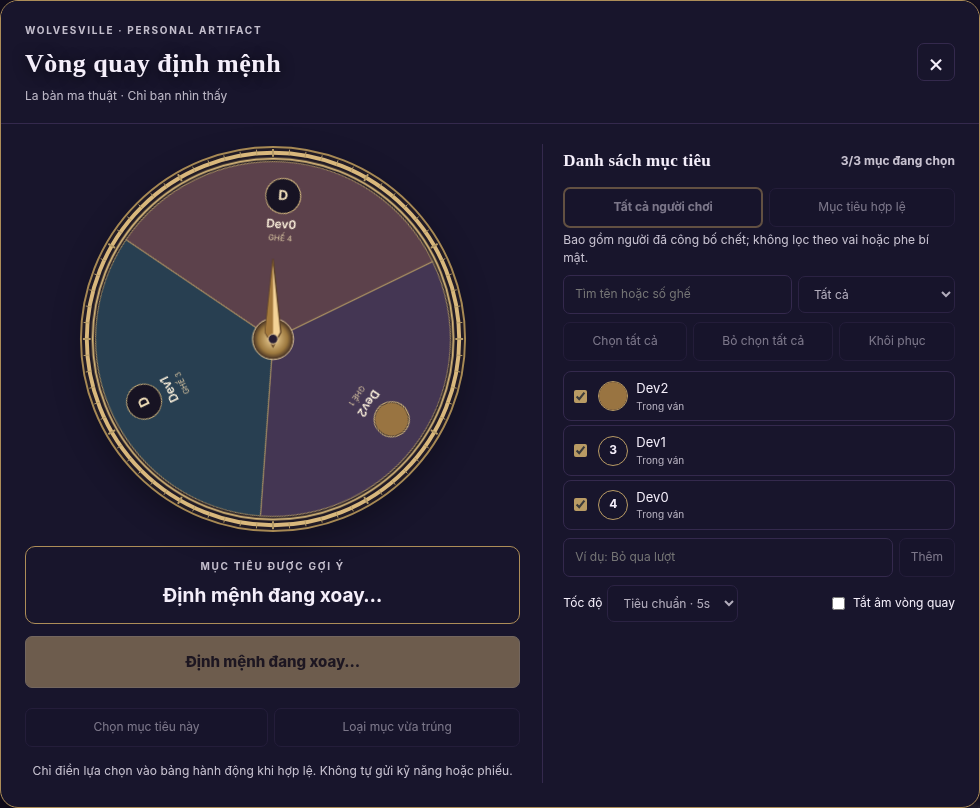 WOLVESVILLE · PERSONAL ARTIFACT
Vòng quay định mệnh
La bàn ma thuật · Chỉ bạn nhìn thấy
×
D
Dev0
GHẾ 4
D
Dev1
GHẾ 3
Dev2
GHẾ 1
MỤC TIÊU ĐƯỢC GỢI Ý
Định mệnh đang xoay...
Định mệnh đang xoay...
Chọn mục tiêu này
Loại mục vừa trúng
Chỉ điền lựa chọn vào bảng hành động khi hợp lệ. Không tự gửi kỹ năng hoặc phiếu.
Danh sách mục tiêu
3/3 mục đang chọn
Tất cả người chơi
Mục tiêu hợp lệ
Bao gồm người đã công bố chết; không lọc theo vai hoặc phe bí
mật.
Tìm tên hoặc số ghế
Tất cả
Chọn tất cả
Bỏ chọn tất cả
Khôi phục
Dev2
Trong ván
3
Dev1
Trong ván
4
Dev0
Trong ván
Ví dụ: Bỏ qua lượt
Thêm
Tốc độ
Tiêu chuẩn · 5s
Tắt âm vòng quay